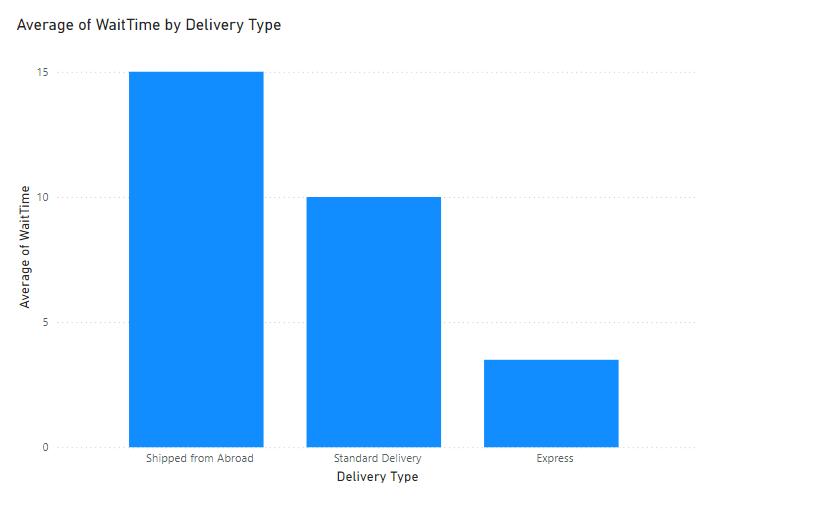 Average of WaitTime by Delivery Type
Average of WaitTime
15
10
5
0
Shipped from Abroad
Standard Delivery
Express
Delivery Type